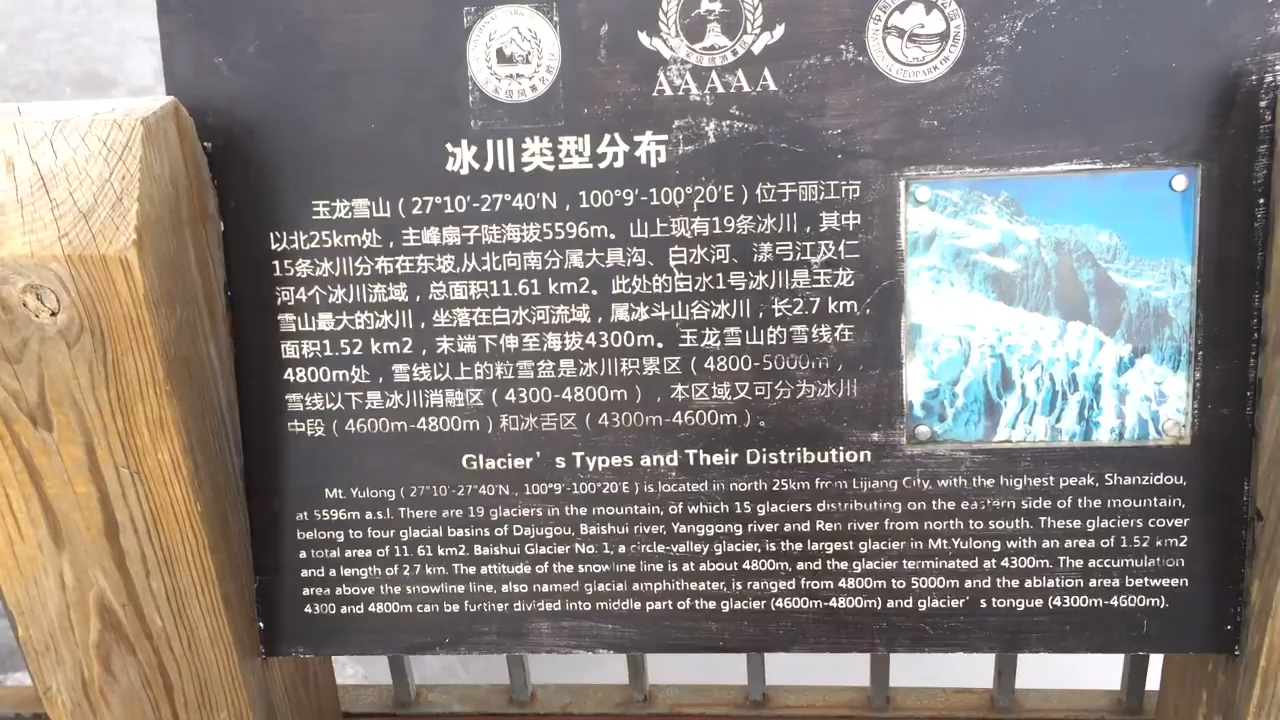 AAAAA
NATIONAL GEOPARK OF CHINA
冰川类型分布
玉龙雪山（27°10′-27°40′N，100°9′-100°20′E）位于丽江市
以北25km处，主峰扇子陡海拔5596m。山上现有19条冰川，其中
15条冰川分布在东坡,从北向南分属大具沟、白水河、漾弓江及仁
河4个冰川流域，总面积11.61 km2。此处的白水1号冰川是玉龙
雪山最大的冰川，坐落在白水河流域，属冰斗山谷冰川，长2.7 km，
面积1.52 km2，末端下伸至海拔4300m。玉龙雪山的雪线在
4800m处，雪线以上的粒雪盆是冰川积累区（4800-5000m），
雪线以下是冰川消融区（4300-4800m），本区域又可分为冰川
中段（4600m-4800m）和冰舌区（4300m-4600m）。
Glacier’s Types and Their Distribution
Mt. Yulong ( 27°10′-27°40′N , 100°9′-100°20′E ) is located in north 25km from Lijiang City, with the highest peak, Shanzidou,
at 5596m a.s.l. There are 19 glaciers in the mountain, of which 15 glaciers distributing on the eastern side of the mountain,
belong to four glacial basins of Dajugou, Baishui river, Yanggong river and Ren river from north to south. These glaciers cover
a total area of 11. 61 km2. Baishui Glacier No. 1, a circle-valley glacier, is the largest glacier in Mt.Yulong with an area of 1.52 km2
and a length of 2.7 km. The attitude of the snowline line is at about 4800m, and the glacier terminated at 4300m. The accumulation
area above the snowline line, also named glacial amphitheater, is ranged from 4800m to 5000m and the ablation area between
4300 and 4800m can be further divided into middle part of the glacier (4600m-4800m) and glacier’s tongue (4300m-4600m).